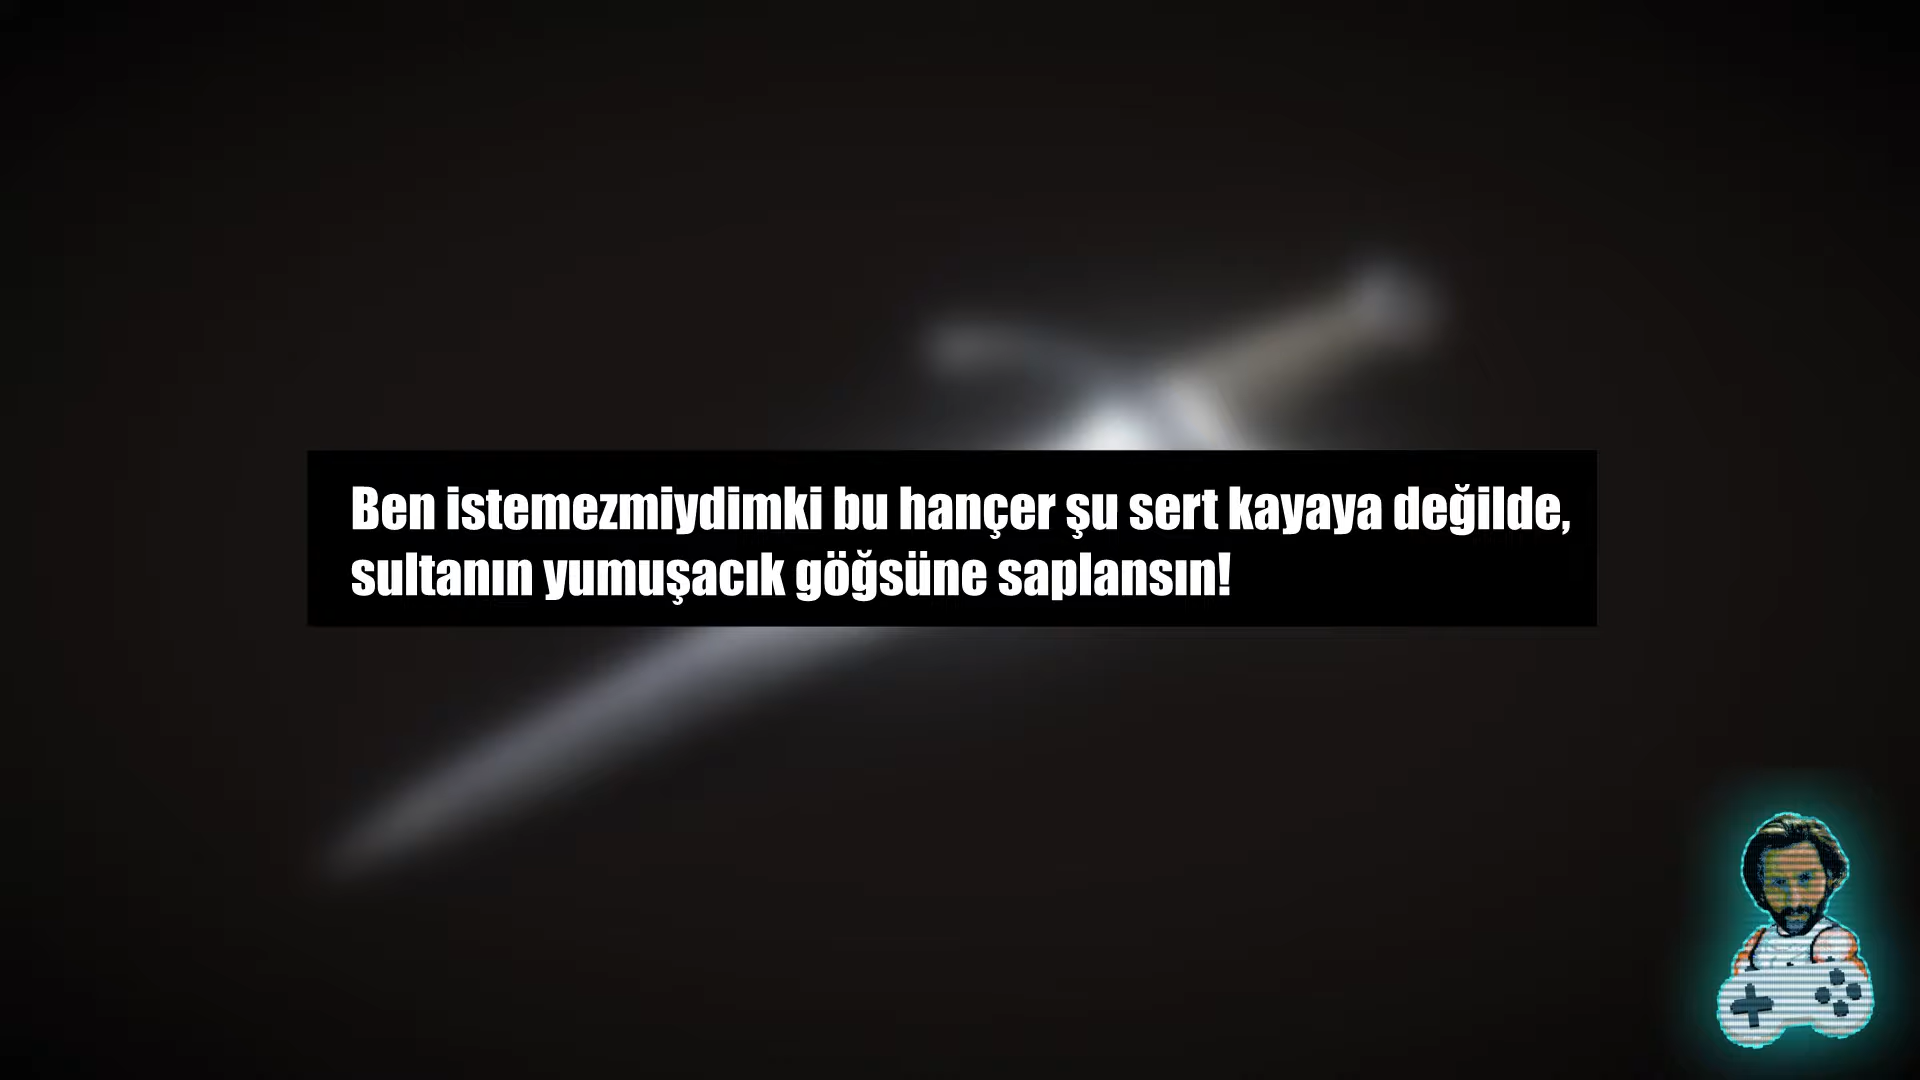 Ben istemezmiydimki bu hançer şu sert kayaya değilde,
sultanın yumuşacık göğsüne saplansın!